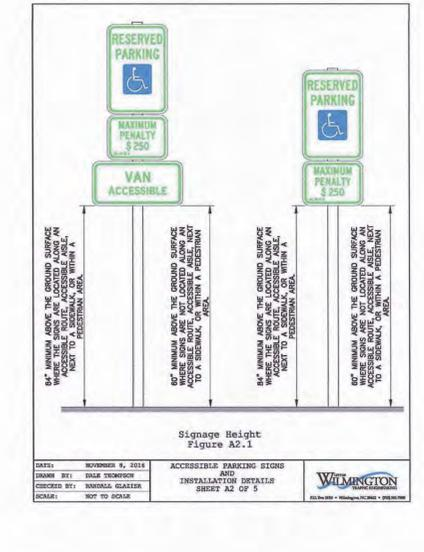 RESERVED
PARKING
MAXIMUM
PENALTY
$ 250
VAN
ACCESSIBLE
RESERVED
PARKING
MAXIMUM
PENALTY
$ 250
84" MINIMUM ABOVE THE GROUND SURFACE
WHERE THE SIGNS ARE LOCATED ALONG AN
ACCESSIBLE ROUTE, ACCESSIBLE AISLE,
NEXT TO A SIDEWALK, OR WITHIN A
PEDESTRIAN AREA.
60" MINIMUM ABOVE THE GROUND SURFACE
WHERE SIGNS ARE NOT LOCATED ALONG AN
ACCESSIBLE ROUTE, ACCESSIBLE AISLE, NEXT
TO A SIDEWALK, OR WITHIN A PEDESTRIAN
AREA.
84" MINIMUM ABOVE THE GROUND SURFACE
WHERE THE SIGNS ARE LOCATED ALONG AN
ACCESSIBLE ROUTE, ACCESSIBLE AISLE,
NEXT TO A SIDEWALK, OR WITHIN A
PEDESTRIAN AREA.
60" MINIMUM ABOVE THE GROUND SURFACE
WHERE SIGNS ARE NOT LOCATED ALONG AN
ACCESSIBLE ROUTE, ACCESSIBLE AISLE, NEXT
TO A SIDEWALK, OR WITHIN A PEDESTRIAN
AREA.
Signage Height
Figure A2.1
DATE: NOVEMBER 9, 2016
DRAWN BY: DALE THOMPSON
CHECKED BY: RANDALL GLAZIER
SCALE: NOT TO SCALE
ACCESSIBLE PARKING SIGNS
AND
INSTALLATION DETAILS
SHEET A2 OF 5
WILMINGTON
TRAFFIC ENGINEERING